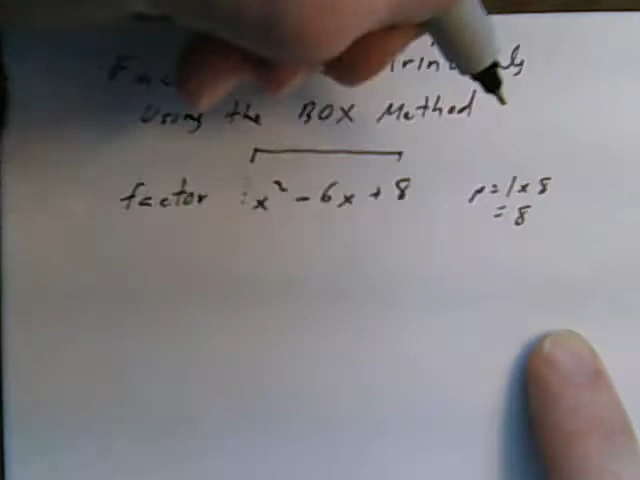 Using the BOX Method
factor : x² - 6x + 8
p = 1 x 8
= 8